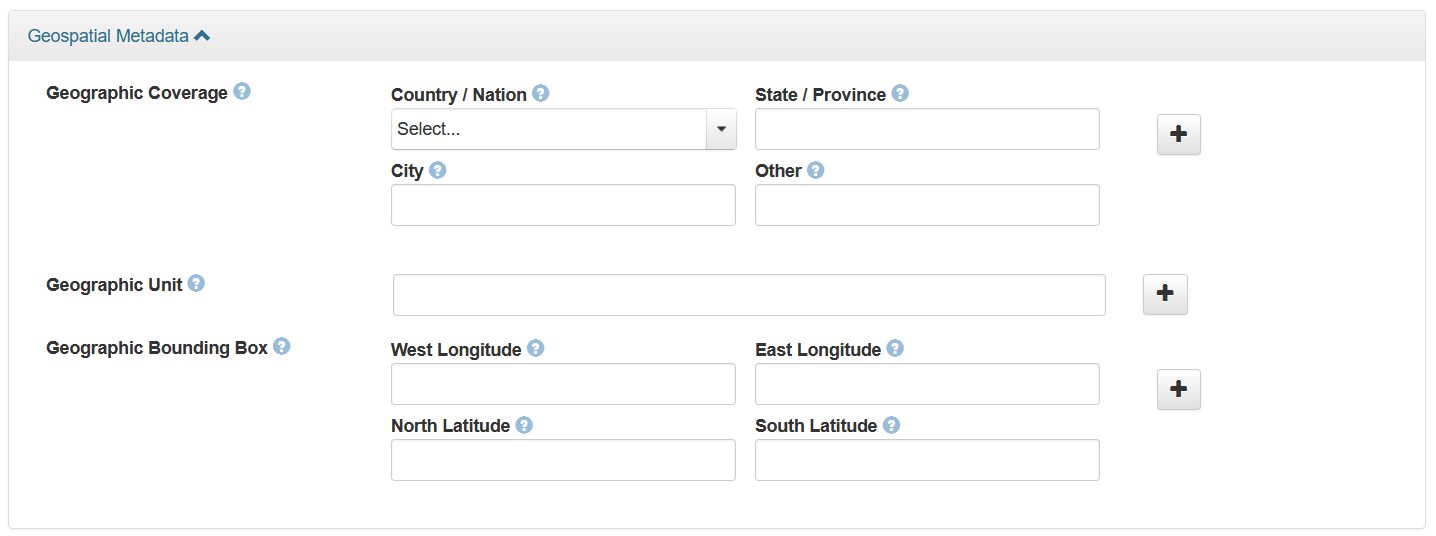 Geospatial Metadata
Geographic Coverage ?
Country / Nation ? State / Province ?
Select...
City ? Other ?
Geographic Unit ?
Geographic Bounding Box ?
West Longitude ? East Longitude ?
North Latitude ? South Latitude ?